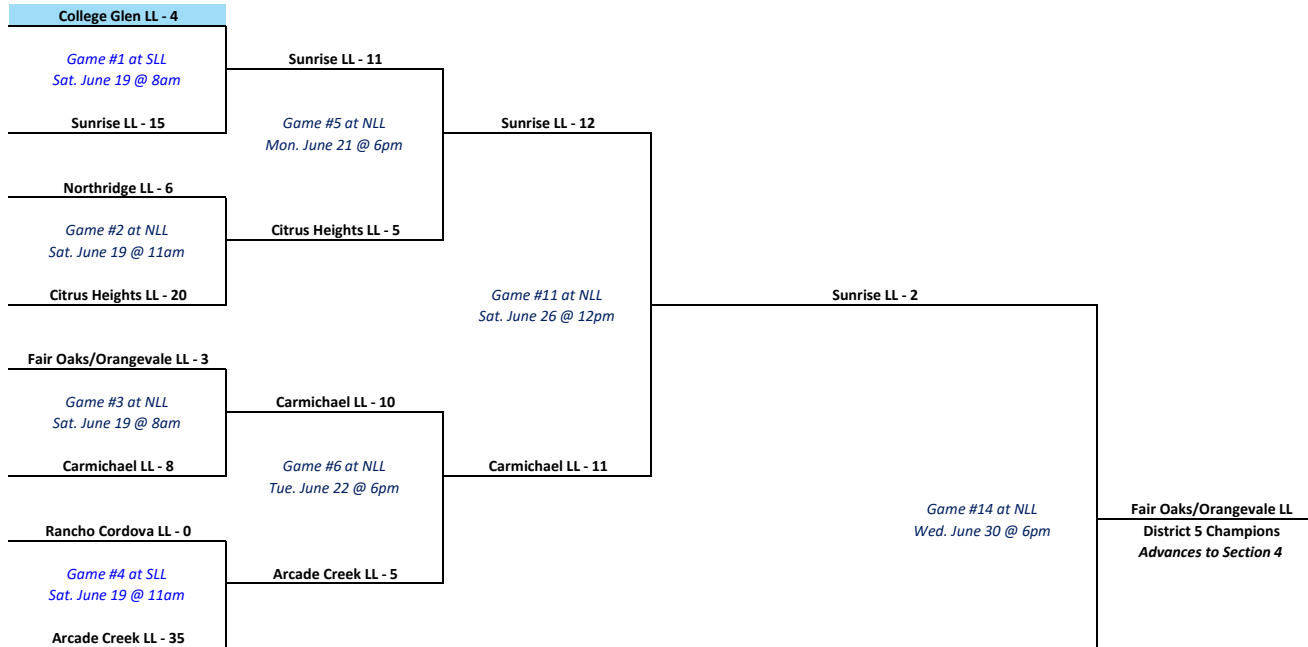 College Glen LL - 4
Game #1 at SLL
Sat. June 19 @ 8am
Sunrise LL - 15
Sunrise LL - 11
Game #5 at NLL
Mon. June 21 @ 6pm
Sunrise LL - 12
Northridge LL - 6
Game #2 at NLL
Sat. June 19 @ 11am
Citrus Heights LL - 20
Citrus Heights LL - 5
Game #11 at NLL
Sat. June 26 @ 12pm
Sunrise LL - 2
Fair Oaks/Orangevale LL - 3
Game #3 at NLL
Sat. June 19 @ 8am
Carmichael LL - 8
Carmichael LL - 10
Game #6 at NLL
Tue. June 22 @ 6pm
Carmichael LL - 11
Rancho Cordova LL - 0
Game #4 at SLL
Sat. June 19 @ 11am
Arcade Creek LL - 35
Arcade Creek LL - 5
Game #14 at NLL
Wed. June 30 @ 6pm
Fair Oaks/Orangevale LL
District 5 Champions
Advances to Section 4